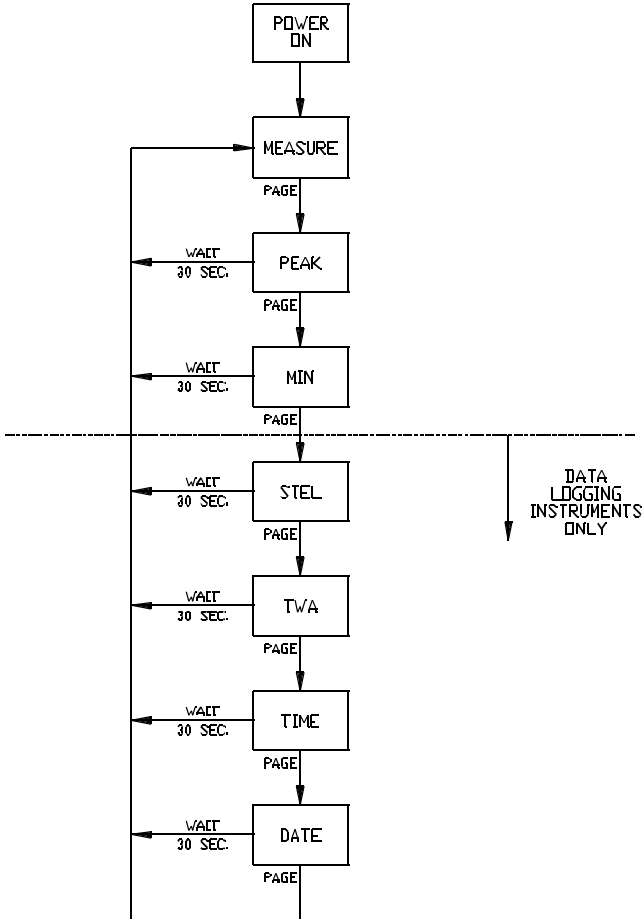 POWER
ON
MEASURE
PAGE
WAIT
30 SEC.
PEAK
PAGE
WAIT
30 SEC.
MIN
PAGE
WAIT
30 SEC.
STEL
DATA
LOGGING
INSTRUMENTS
ONLY
PAGE
WAIT
30 SEC.
TWA
PAGE
WAIT
30 SEC.
TIME
PAGE
WAIT
30 SEC.
DATE
PAGE